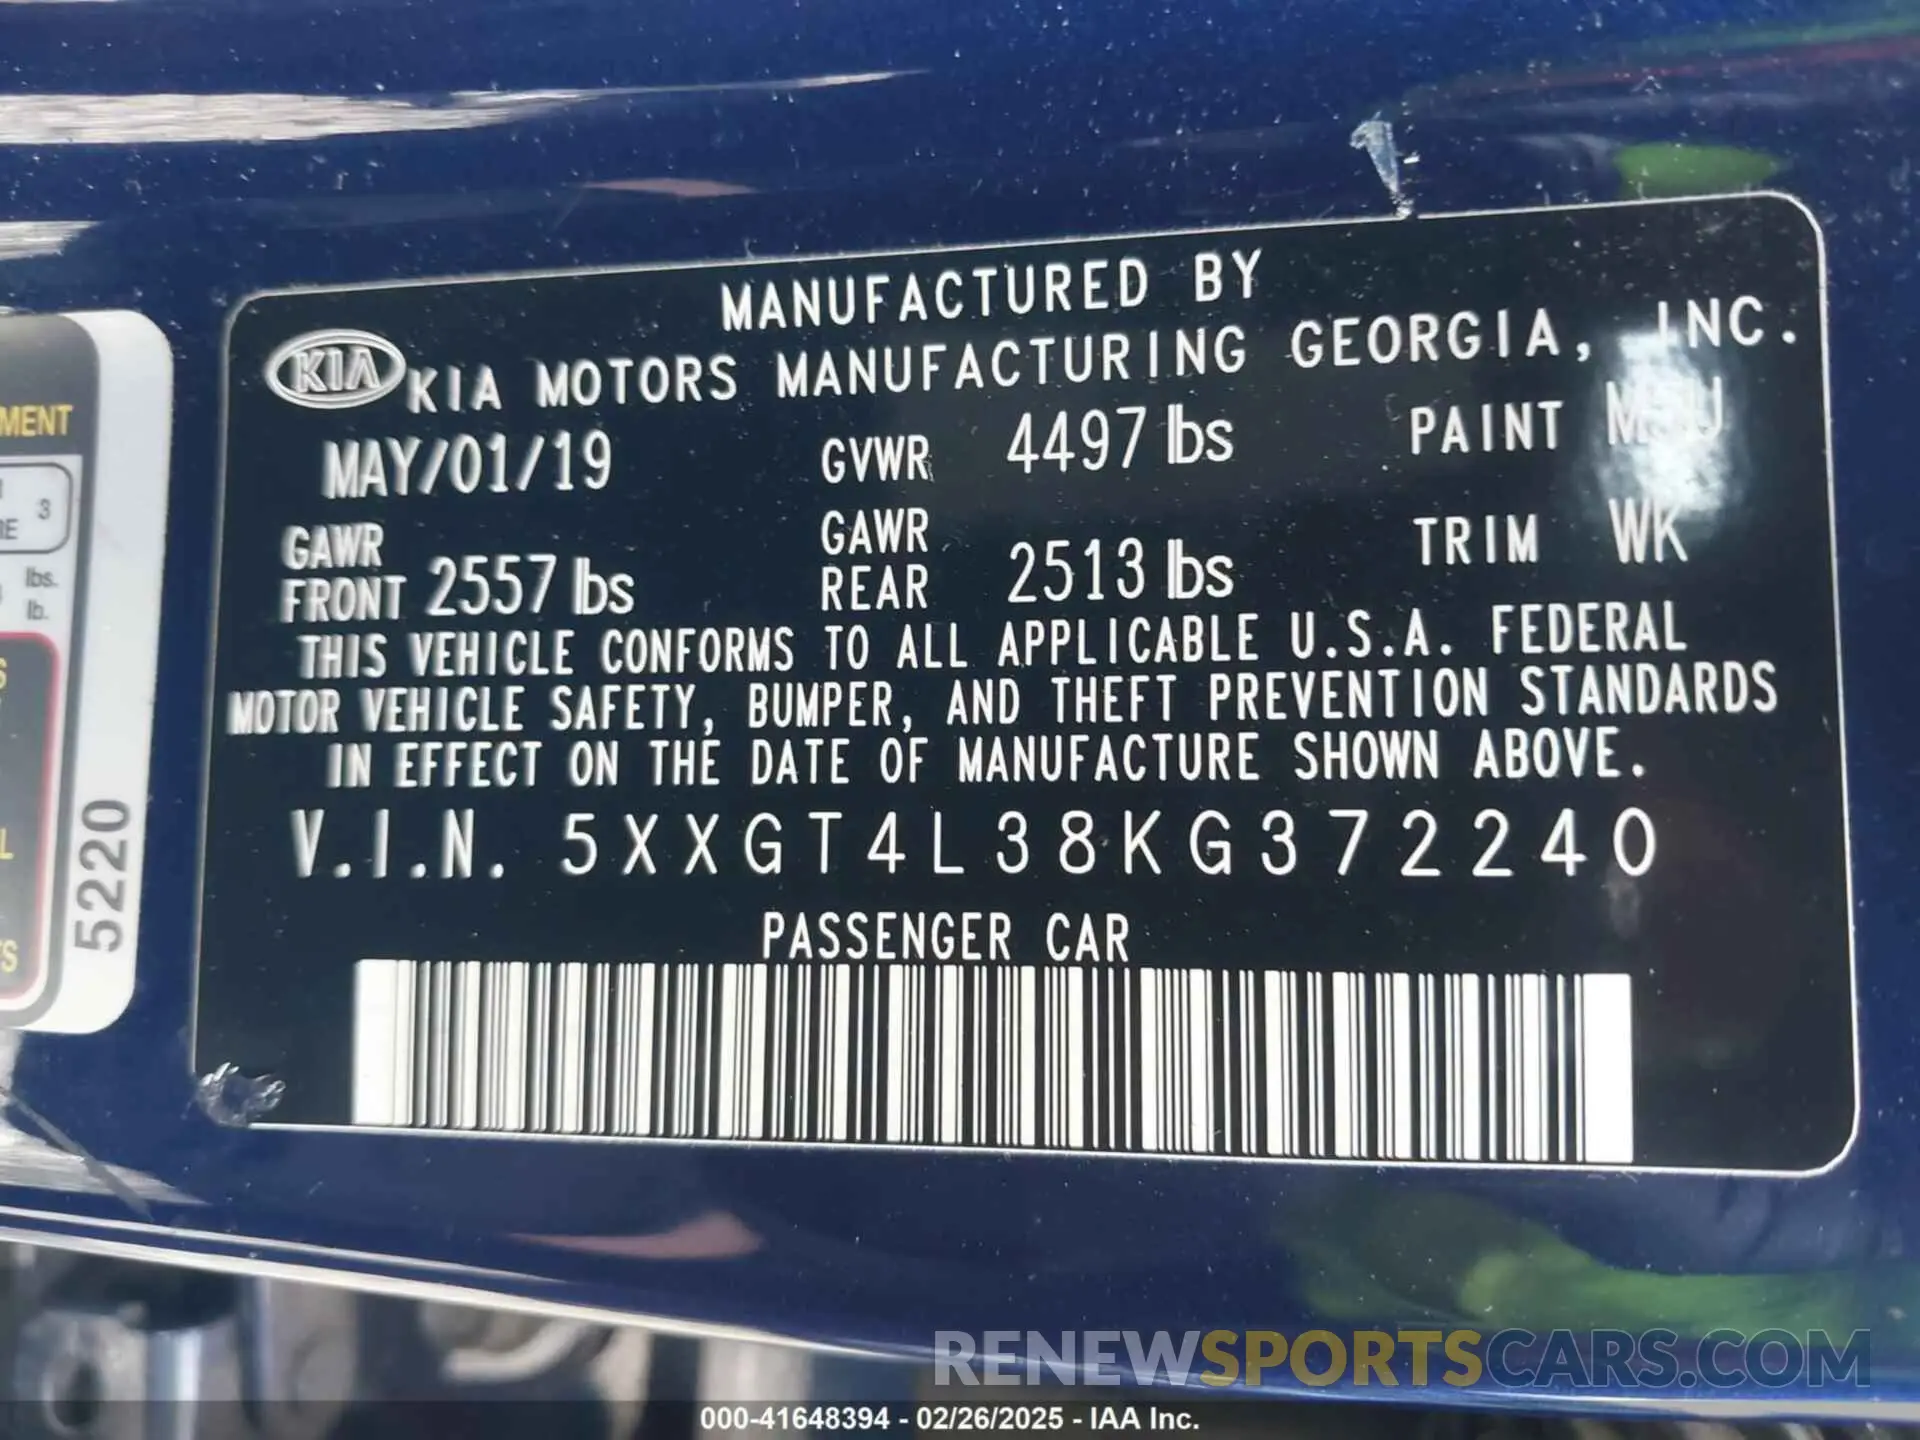 MANUFACTURED BY
KIA KIA MOTORS MANUFACTURING GEORGIA, INC.
MAY/01/19 GVWR 4497 lbs PAINT
GAWR FRONT 2557 lbs GAWR REAR 2513 lbs TRIM WK
THIS VEHICLE CONFORMS TO ALL APPLICABLE U.S.A. FEDERAL
MOTOR VEHICLE SAFETY, BUMPER, AND THEFT PREVENTION STANDARDS
IN EFFECT ON THE DATE OF MANUFACTURE SHOWN ABOVE.
V.I.N. 5XXGT4L38KG372240
PASSENGER CAR
3
lbs.
lb.
5220
RENEWSPORTSCARS.COM
000-41648394 - 02/26/2025 - IAA Inc.